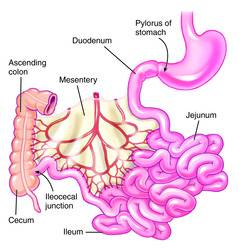 Pylorus of
stomach
Duodenum
Ascending
colon
Mesentery
Jejunum
Ileocecal
junction
Cecum
Ileum